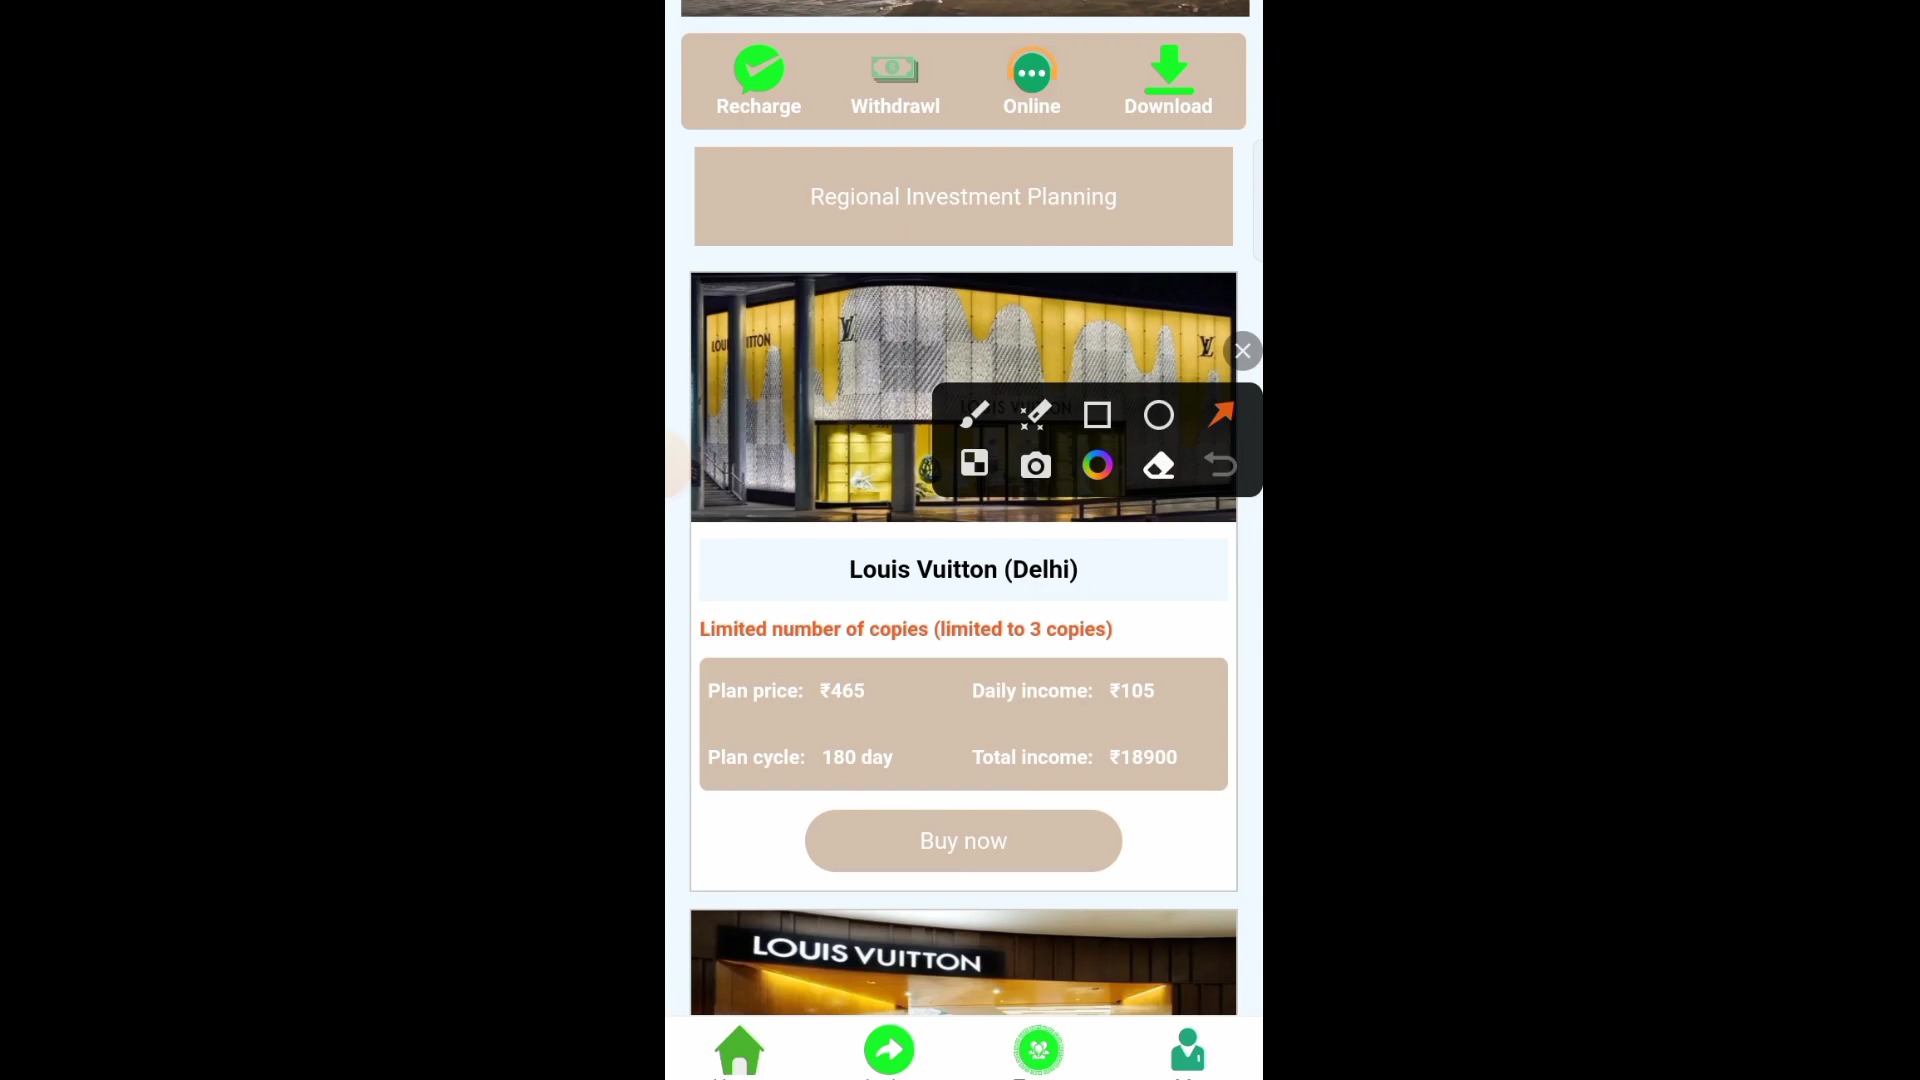 Recharge Withdrawl Online Download
Regional Investment Planning
LOUIS VUITTON
Louis Vuitton (Delhi)
Limited number of copies (limited to 3 copies)
Plan price: ₹465 Daily income: ₹105
Plan cycle: 180 day Total income: ₹18900
Buy now
LOUIS VUITTON